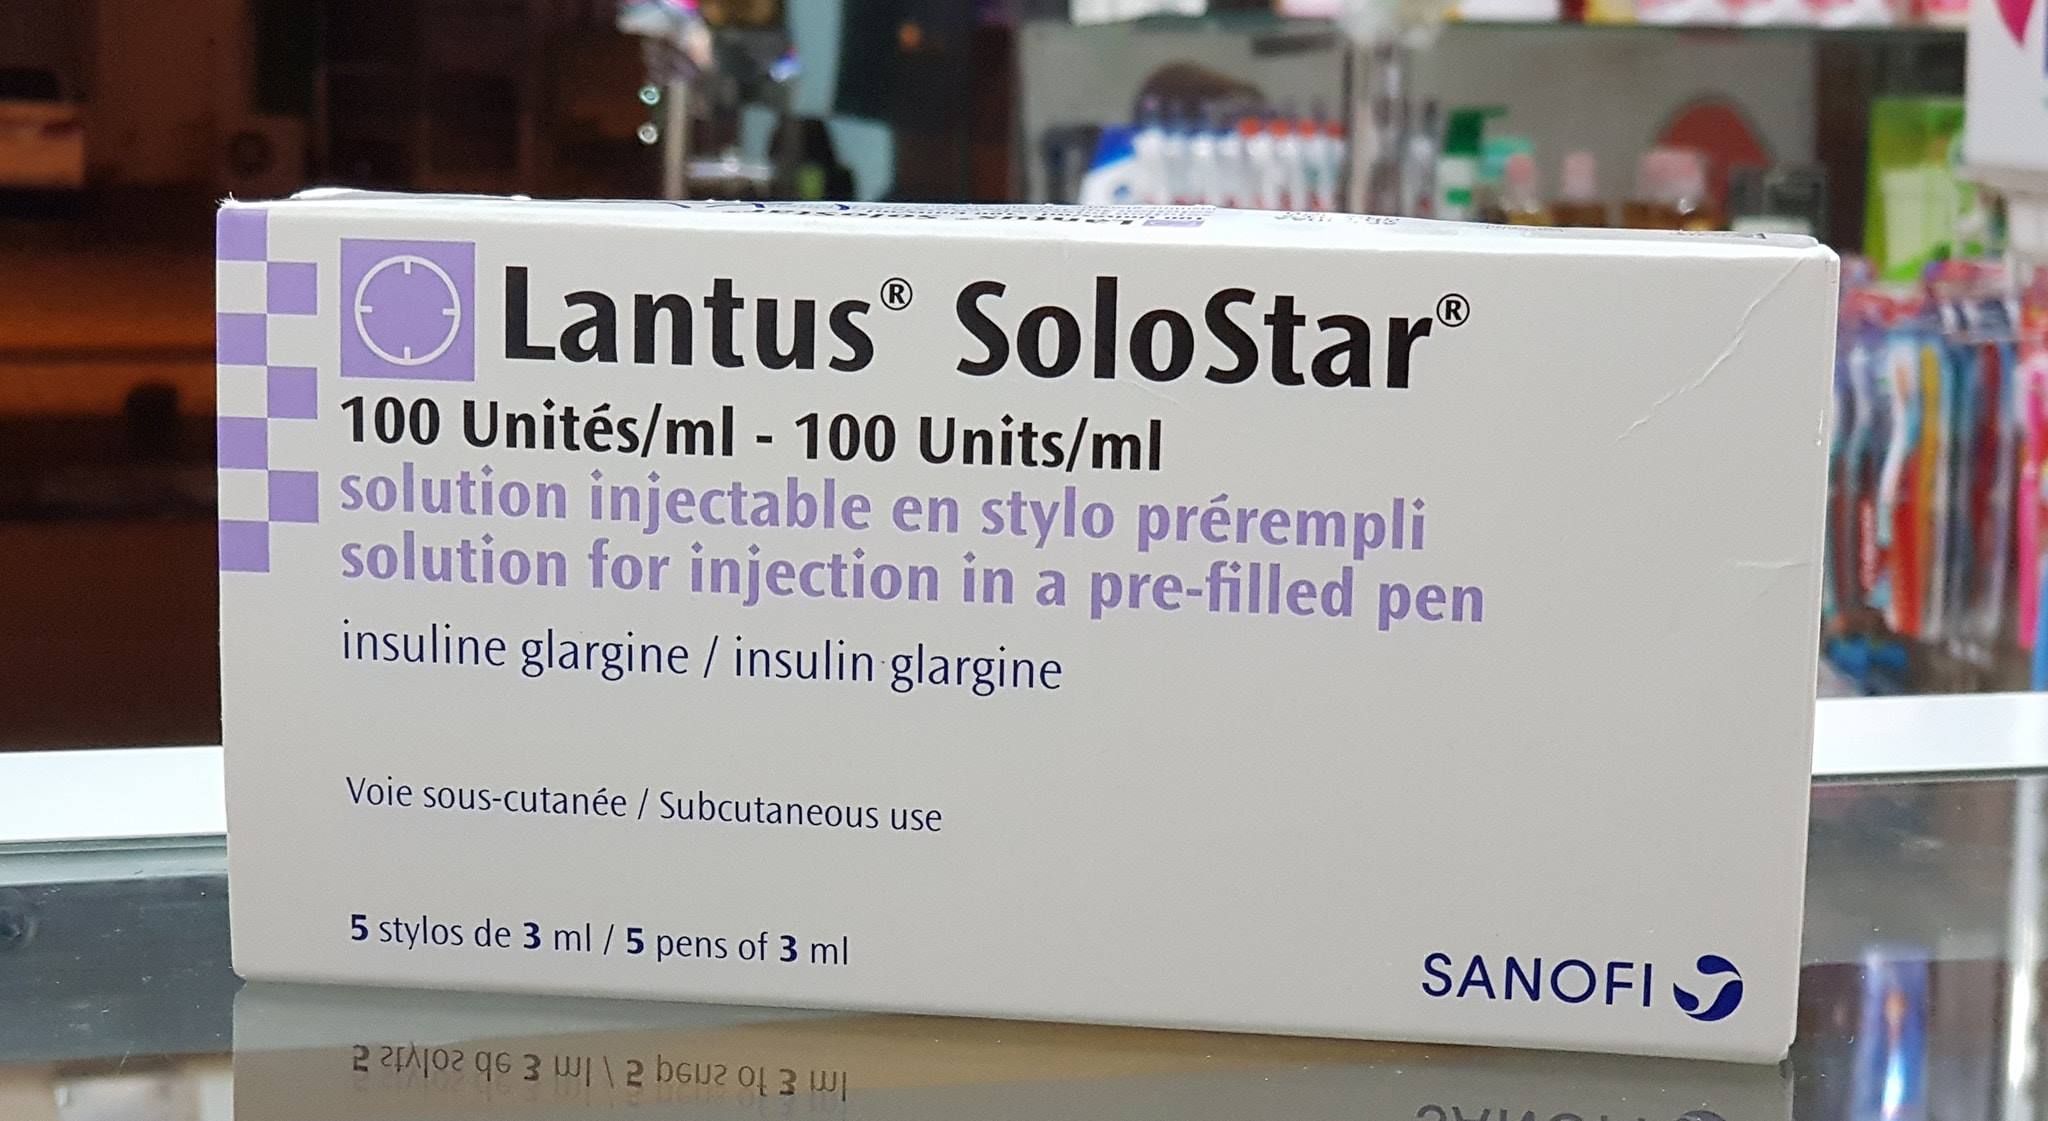 Lantus® SoloStar®
100 Unités/ml - 100 Units/ml
solution injectable en stylo prérempli
solution for injection in a pre-filled pen
insuline glargine / insulin glargine
Voie sous-cutanée / Subcutaneous use
5 stylos de 3 ml / 5 pens of 3 ml
SANOFI